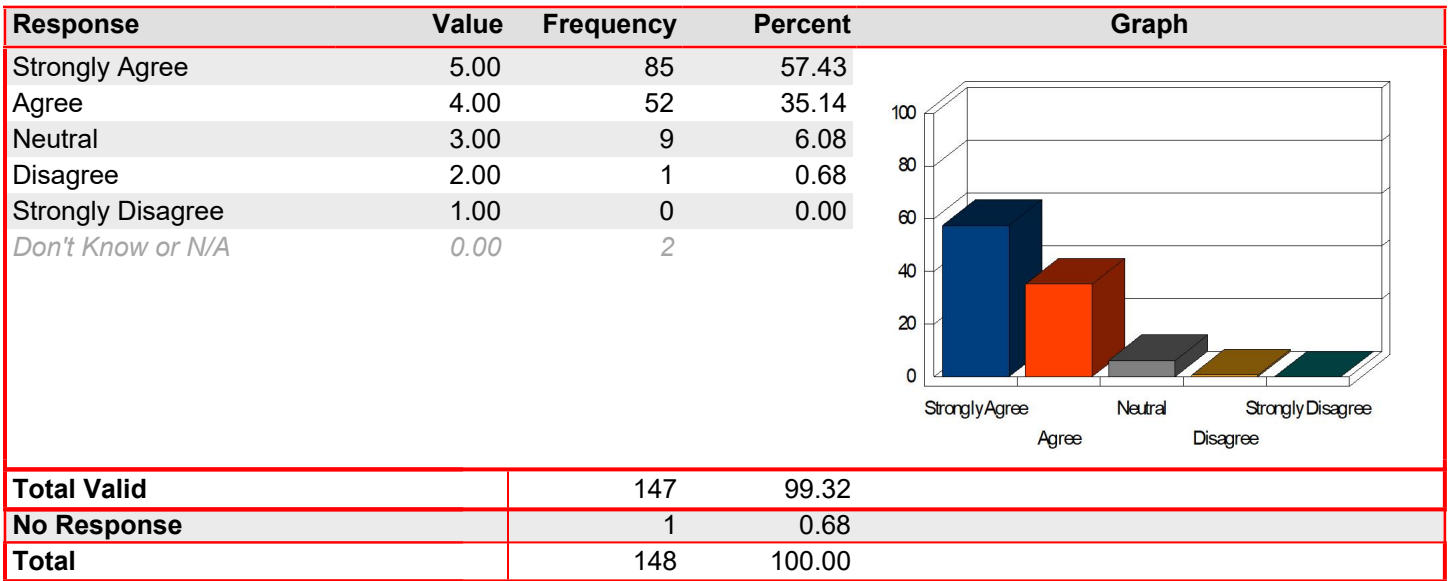 Response Value Frequency Percent Graph
Strongly Agree 5.00 85 57.43
Agree 4.00 52 35.14
Neutral 3.00 9 6.08
Disagree 2.00 1 0.68
Strongly Disagree 1.00 0 0.00
Don't Know or N/A 0.00 2
100
80
60
40
20
0
Strongly Agree Neutral Strongly Disagree
Agree Disagree
Total Valid 147 99.32
No Response 1 0.68
Total 148 100.00